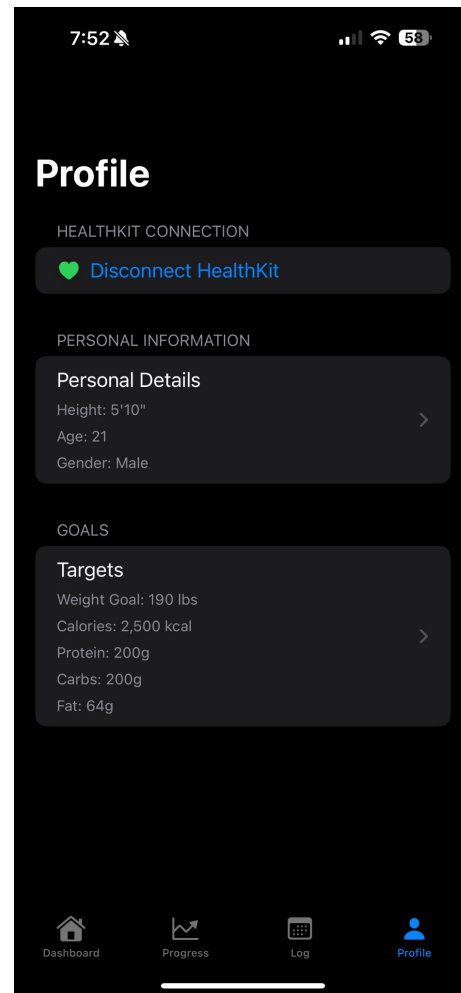 7:52
58
Profile
HEALTHKIT CONNECTION
Disconnect HealthKit
PERSONAL INFORMATION
Personal Details
Height: 5'10"
Age: 21
Gender: Male
GOALS
Targets
Weight Goal: 190 lbs
Calories: 2,500 kcal
Protein: 200g
Carbs: 200g
Fat: 64g
Dashboard
Progress
Log
Profile